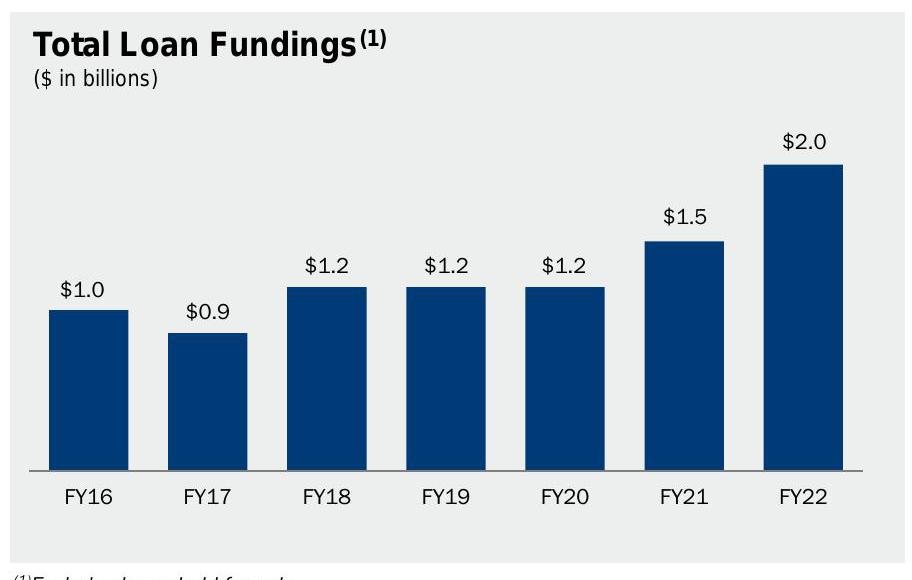 Total Loan Fundings(1)
($ in billions)
$2.0
$1.5
$1.2 $1.2 $1.2
$1.0
$0.9
FY16 FY17 FY18 FY19 FY20 FY21 FY22
(1)